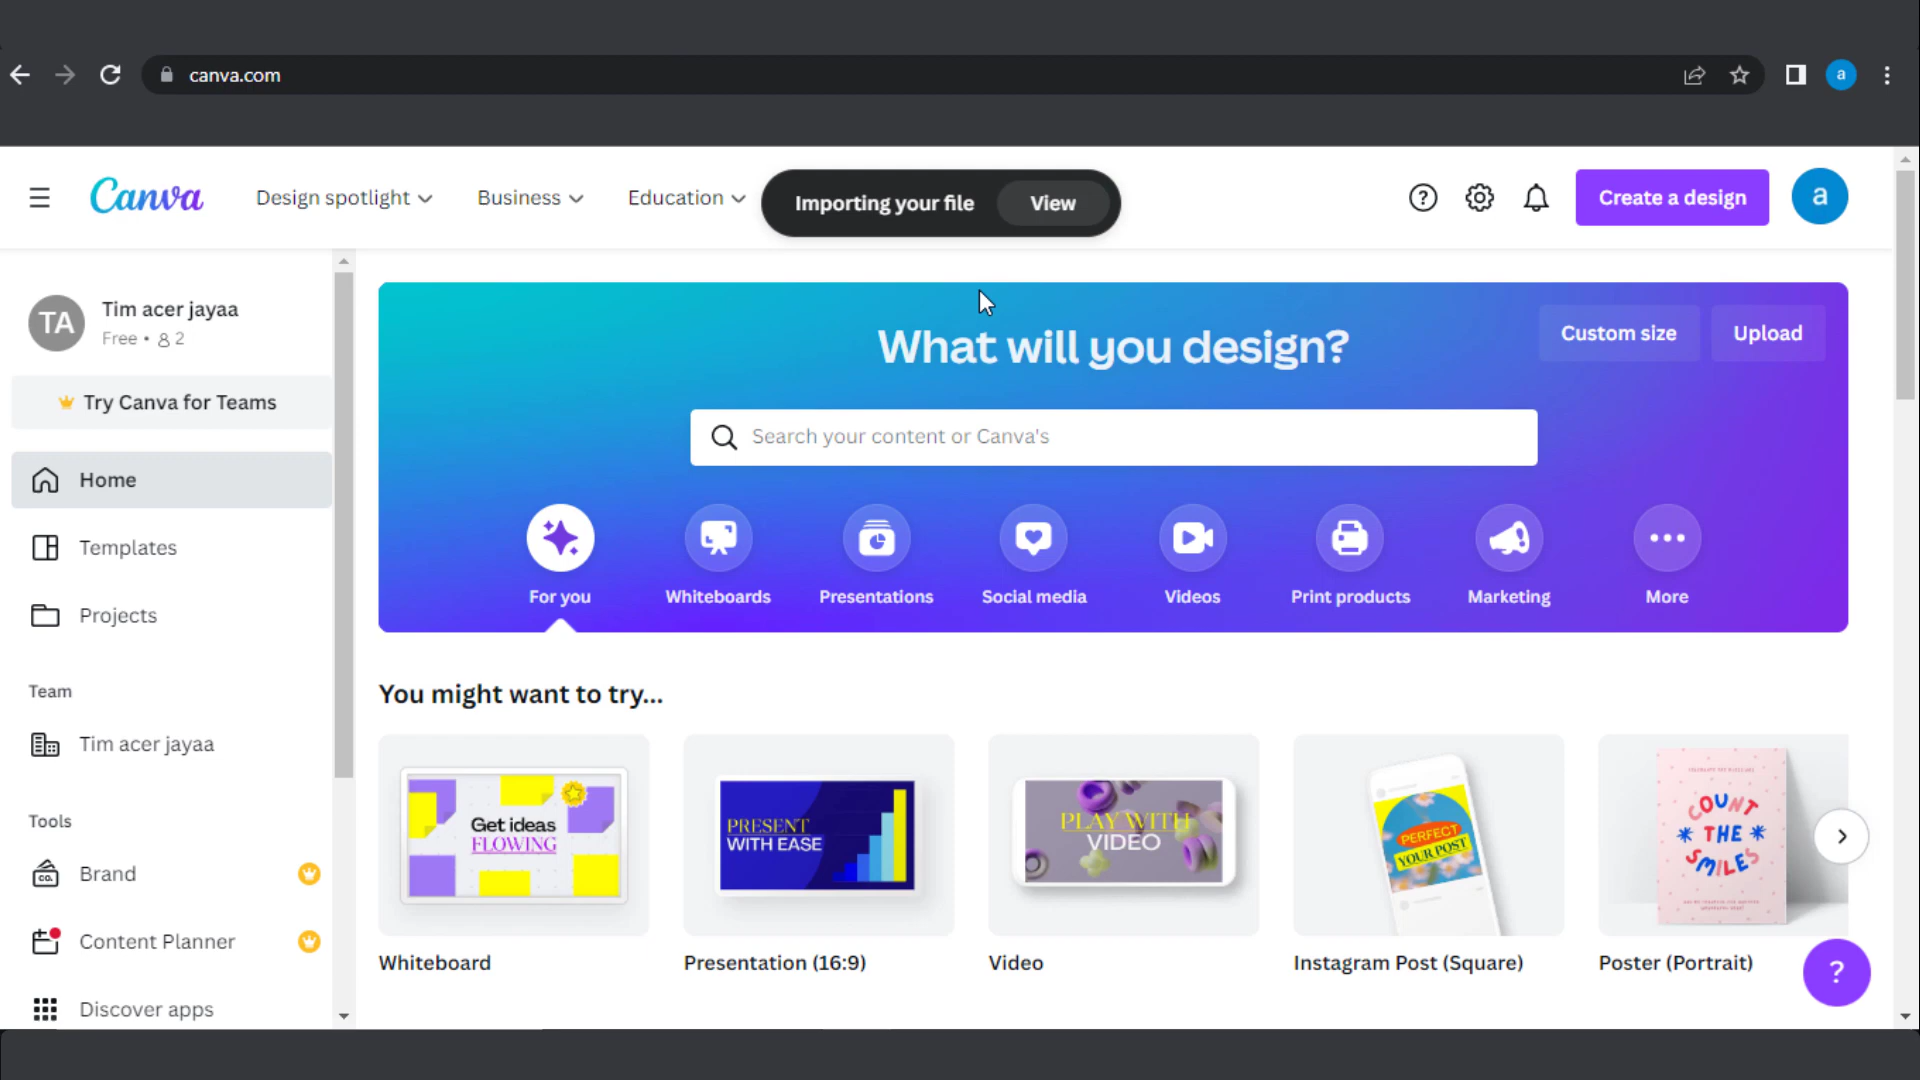 canva.com
a
Canva
Design spotlight
Business
Education
Importing your file
View
Create a design
a
TA
Tim acer jayaa
Free • 2
Try Canva for Teams
Home
Templates
Projects
Team
Tim acer jayaa
Tools
CO.
Brand
Content Planner
Discover apps
What will you design?
Custom size
Upload
Search your content or Canva's
For you
Whiteboards
Presentations
Social media
Videos
Print products
Marketing
More
You might want to try...
Get ideas
FLOWING
PRESENT
WITH EASE
PLAY WITH
VIDEO
PERFECT
YOUR POST
COUNT
* THE *
SMILES
Whiteboard
Presentation (16:9)
Video
Instagram Post (Square)
Poster (Portrait)
?